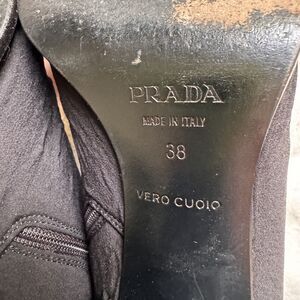 PRADA
MADE IN ITALY
38
VERO CUOIO